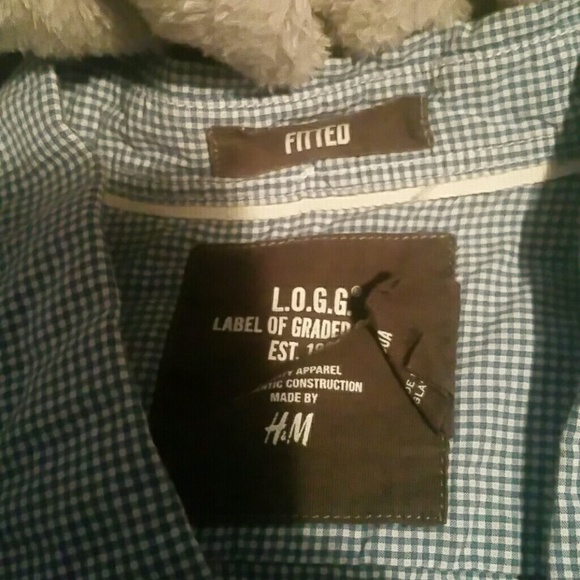 FITTED
L.O.G.G.®
LABEL OF GRADED
EST.
APPAREL
CONSTRUCTION
MADE BY
H&M